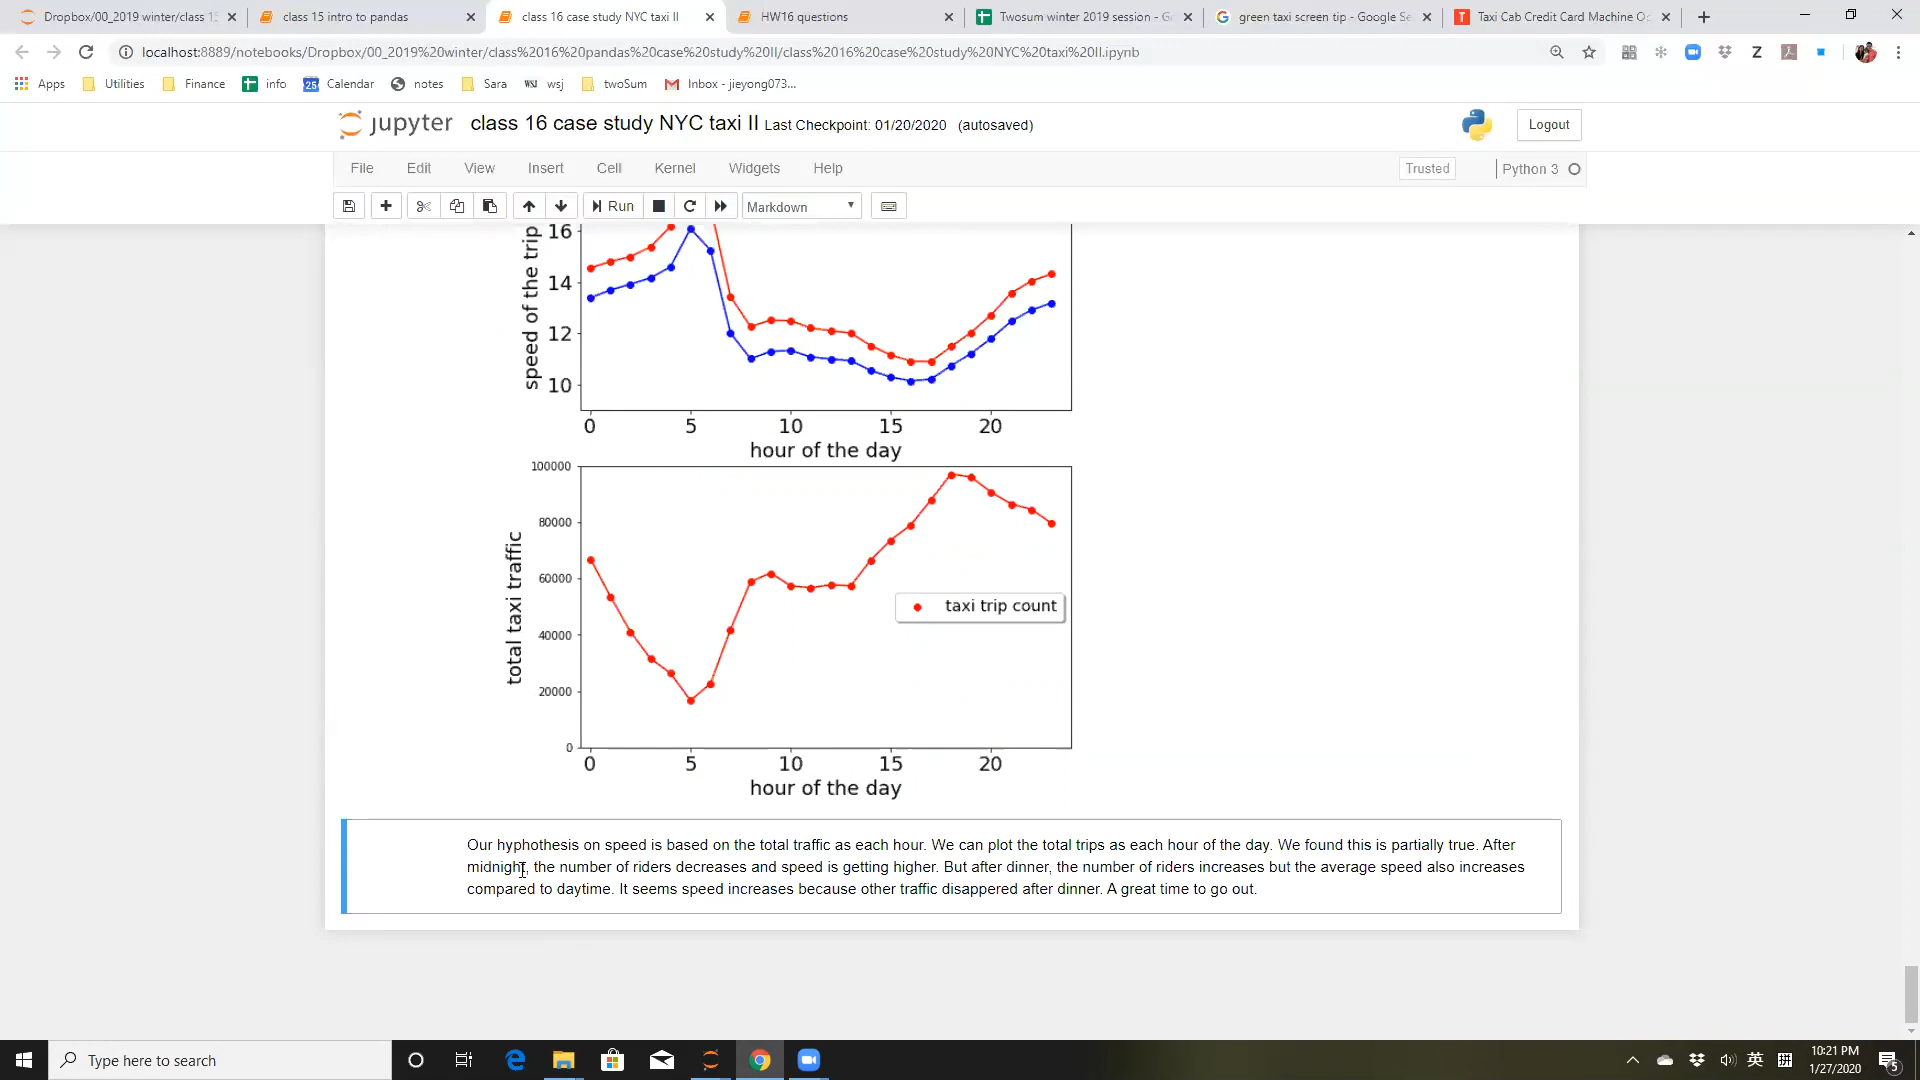 Dropbox/00_2019 winter/class 15
class 15 intro to pandas
class 16 case study NYC taxi II
HW16 questions
Twosum winter 2019 session - G
green taxi screen tip - Google Se
Taxi Cab Credit Card Machine O
localhost:8889/notebooks/Dropbox/00_2019%20winter/class%2016%20pandas%20case%20study%20II/class%2016%20case%20study%20NYC%20taxi%20II.ipynb
Apps Utilities Finance info Calendar notes Sara wsj twoSum Inbox - jieyong073...
jupyter class 16 case study NYC taxi II Last Checkpoint: 01/20/2020 (autosaved) Logout
File Edit View Insert Cell Kernel Widgets Help Trusted Python 3
Run Markdown
speed of the trip
16
14
12
10
0 5 10 15 20
hour of the day
total taxi traffic
100000
80000
60000
40000
20000
0
taxi trip count
0 5 10 15 20
hour of the day
Our hyphothesis on speed is based on the total traffic as each hour. We can plot the total trips as each hour of the day. We found this is partially true. After
midnight, the number of riders decreases and speed is getting higher. But after dinner, the number of riders increases but the average speed also increases
compared to daytime. It seems speed increases because other traffic disappered after dinner. A great time to go out.
Type here to search
英
10:21 PM
1/27/2020
5